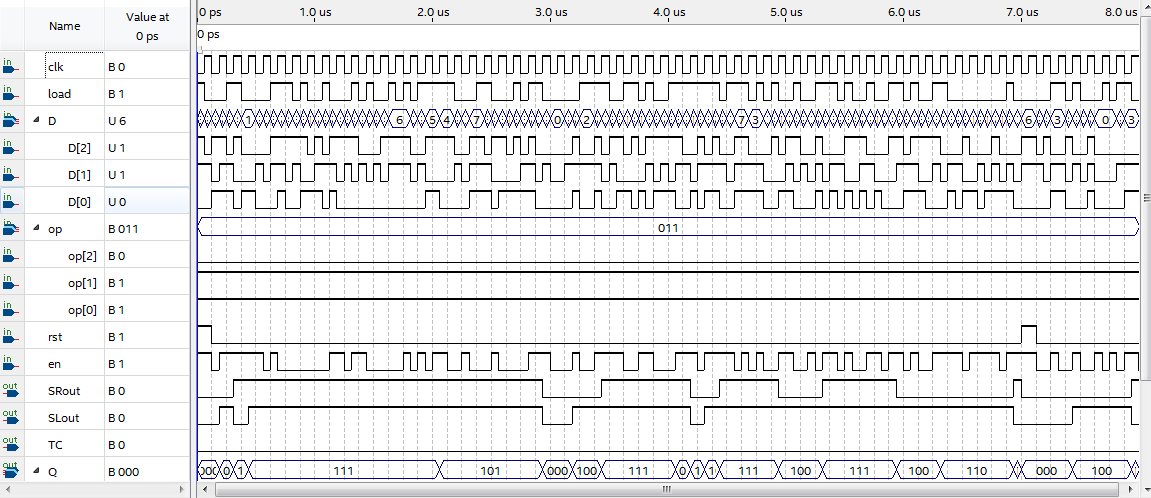 Name Value at 0 ps
0 ps 1.0 us 2.0 us 3.0 us 4.0 us 5.0 us 6.0 us 7.0 us 8.0 us
0 ps
in clk B 0
in load B 1
in D U 6 1 6 5 4 7 0 2 7 3 6 3 0 3
in D[2] U 1
in D[1] U 1
in D[0] U 0
in op B 011 011
in op[2] B 0
in op[1] B 1
in op[0] B 1
in rst B 1
in en B 1
out SRout B 0
out SLout B 0
out TC B 0
out Q B 000 000 0 1 111 101 000 100 111 0 1 1 111 100 111 100 110 000 100